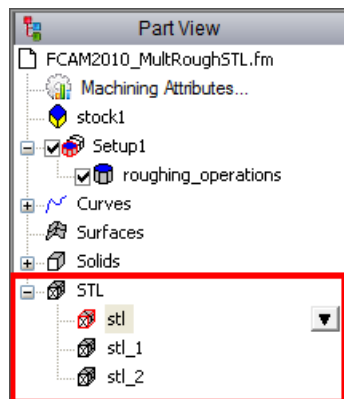 Part View
FCAM2010_MultRoughSTL.fm
Machining Attributes...
stock1
Setup1
roughing_operations
Curves
Surfaces
Solids
STL
stl
stl_1
stl_2